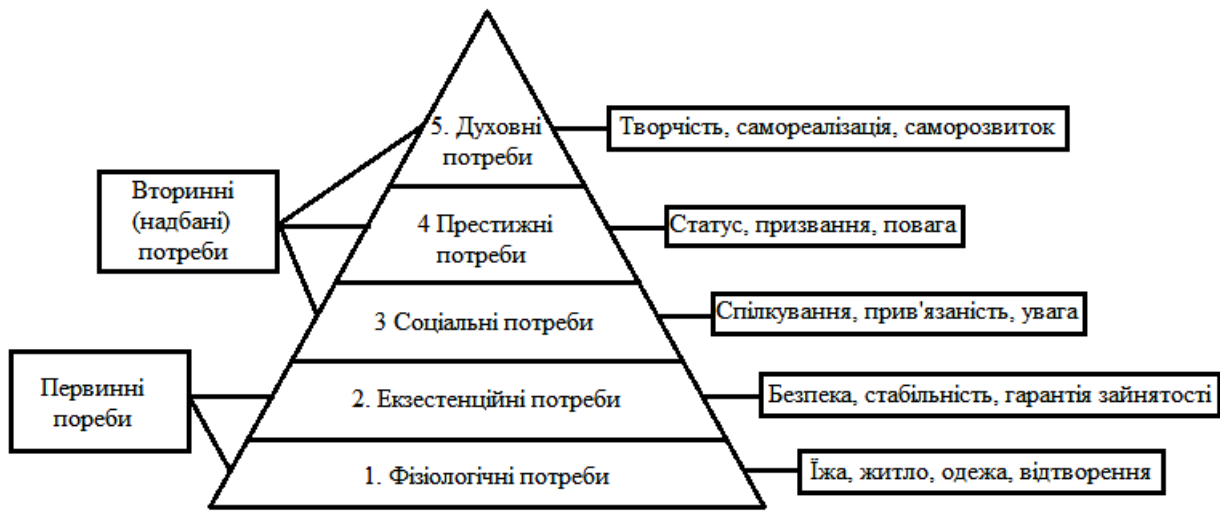 5. Духовні
потреби
Творчість, самореалізація, саморозвиток
Вторинні
(надбані)
потреби
4 Престижні
потреби
Статус, призвання, повага
3 Соціальні потреби
Спілкування, прив'язаність, увага
Первинні
пореби
2. Екзестенційні потреби
Безпека, стабільність, гарантія зайнятості
1. Фізіологічні потреби
Їжа, житло, одежа, відтворення